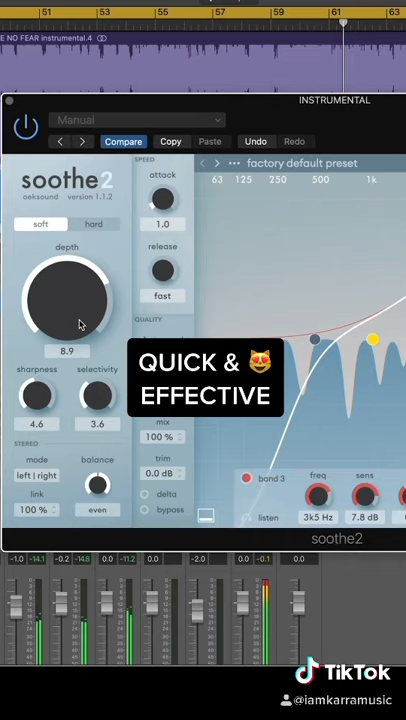 51 53 55 57 59 61 63
E NO FEAR instrumental.4
INSTRUMENTAL
Manual
Compare Copy Paste Undo Redo
soothe2
oeksound version 1.1.2
soft hard
depth
8.9
sharpness selectivity
4.6 3.6
STEREO
mode balance
left | right
link
100 % even
SPEED
attack
1.0
release
fast
QUALITY
mix
100 %
trim
0.0 dB
delta
bypass
factory default preset
63 125 250 500 1k
QUICK & 😻
EFFECTIVE
band 3 freq sens
listen 3k5 Hz 7.8 dB
soothe2
-1.0 -14.1 -0.2 -14.8 0.0 -11.2 0.0 -2.0 0.0 -0.1 0.0
TikTok
@iamkarramusic